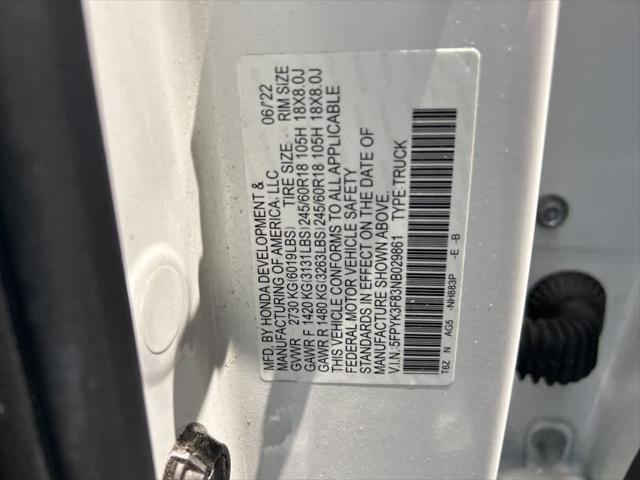 MFD. BY HONDA DEVELOPMENT & 06/22
MANUFACTURING OF AMERICA, LLC
GVWR 2730 KG(6019LBS) TIRE SIZE RIM SIZE
GAWR F 1420 KG(3131LBS)245/60R18 105H 18X8.0J
GAWR R 1480 KG(3263LBS)245/60R18 105H 18X8.0J
THIS VEHICLE CONFORMS TO ALL APPLICABLE
FEDERAL MOTOR VEHICLE SAFETY
STANDARDS IN EFFECT ON THE DATE OF
MANUFACTURE SHOWN ABOVE.
V.I.N.:5FPYK3F83NB029861 TYPE:TRUCK
T6Z N AG5 -NH883P -E -B